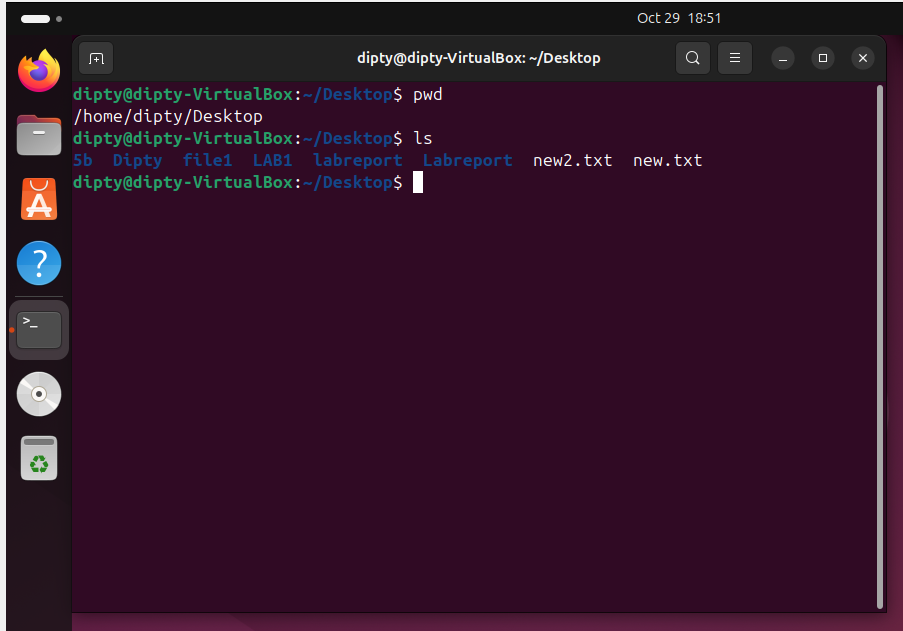 Oct 29 18:51
dipty@dipty-VirtualBox: ~/Desktop
dipty@dipty-VirtualBox:~/Desktop$ pwd
/home/dipty/Desktop
dipty@dipty-VirtualBox:~/Desktop$ ls
5b Dipty file1 LAB1 labreport Labreport new2.txt new.txt
dipty@dipty-VirtualBox:~/Desktop$